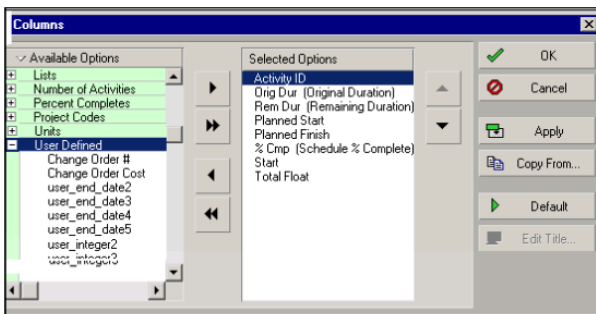 Columns
Available Options
Lists
Number of Activities
Percent Completes
Project Codes
Units
User Defined
Change Order #
Change Order Cost
user_end_date2
user_end_date3
user_end_date4
user_end_date5
user_integer2
user_integer3
Selected Options
Activity ID
Orig Dur (Original Duration)
Rem Dur (Remaining Duration)
Planned Start
Planned Finish
% Cmp (Schedule % Complete)
Start
Total Float
OK
Cancel
Apply
Copy From...
Default
Edit Title...